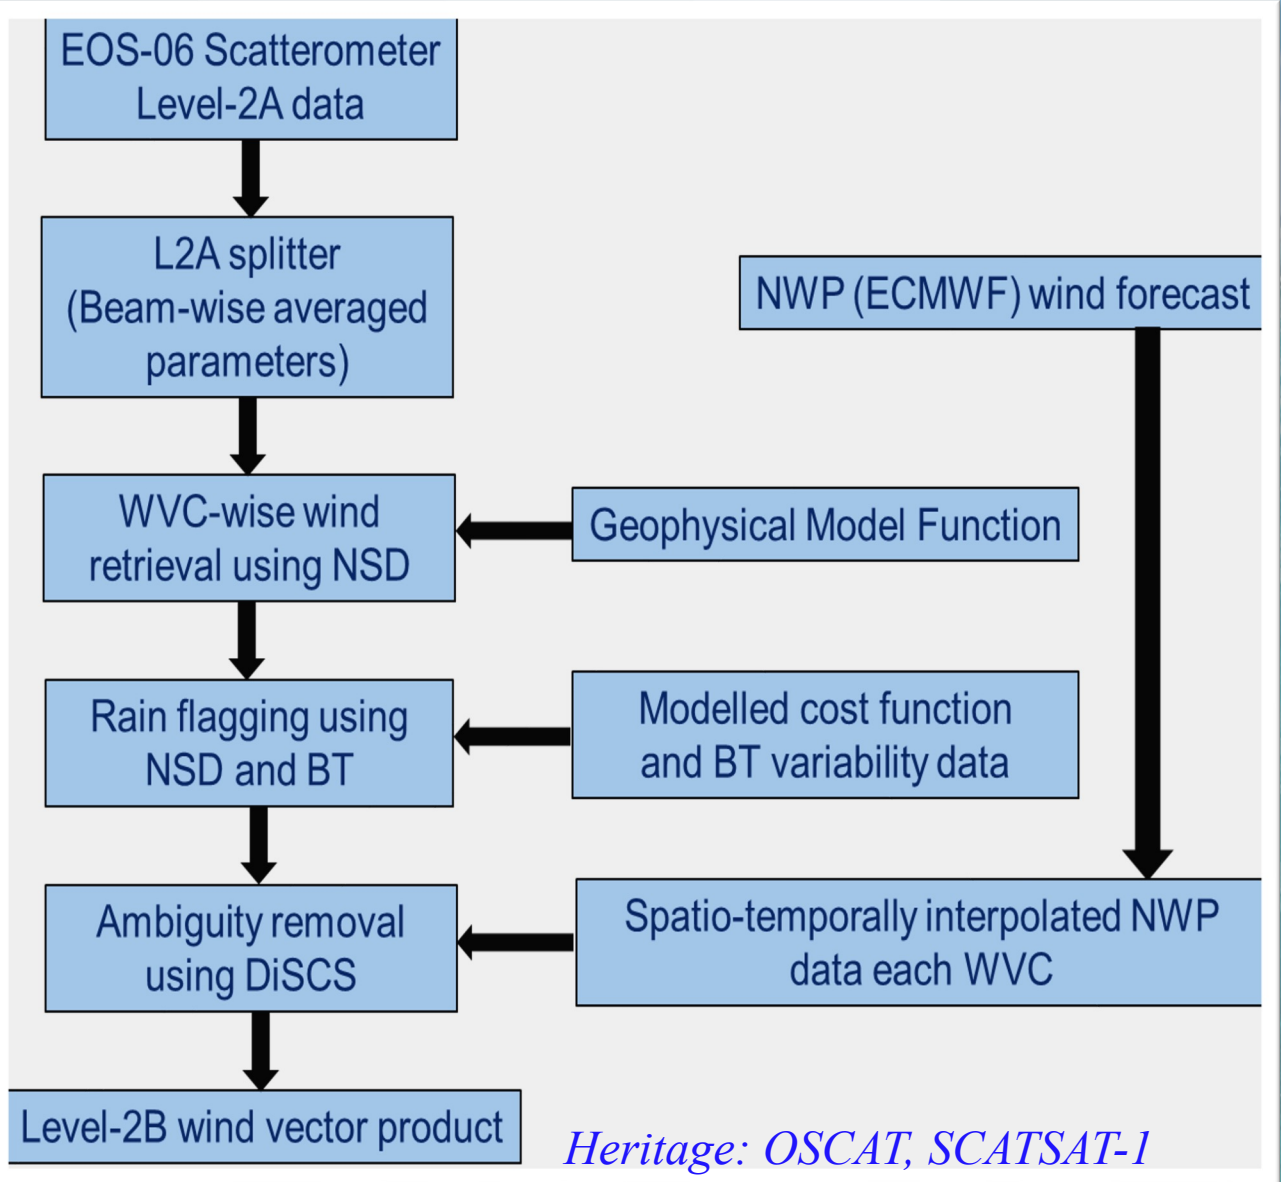 EOS-06 Scatterometer
Level-2A data
L2A splitter
(Beam-wise averaged
parameters)
NWP (ECMWF) wind forecast
WVC-wise wind
retrieval using NSD
Geophysical Model Function
Rain flagging using
NSD and BT
Modelled cost function
and BT variability data
Ambiguity removal
using DiSCS
Spatio-temporally interpolated NWP
data each WVC
Level-2B wind vector product
Heritage: OSCAT, SCATSAT-1